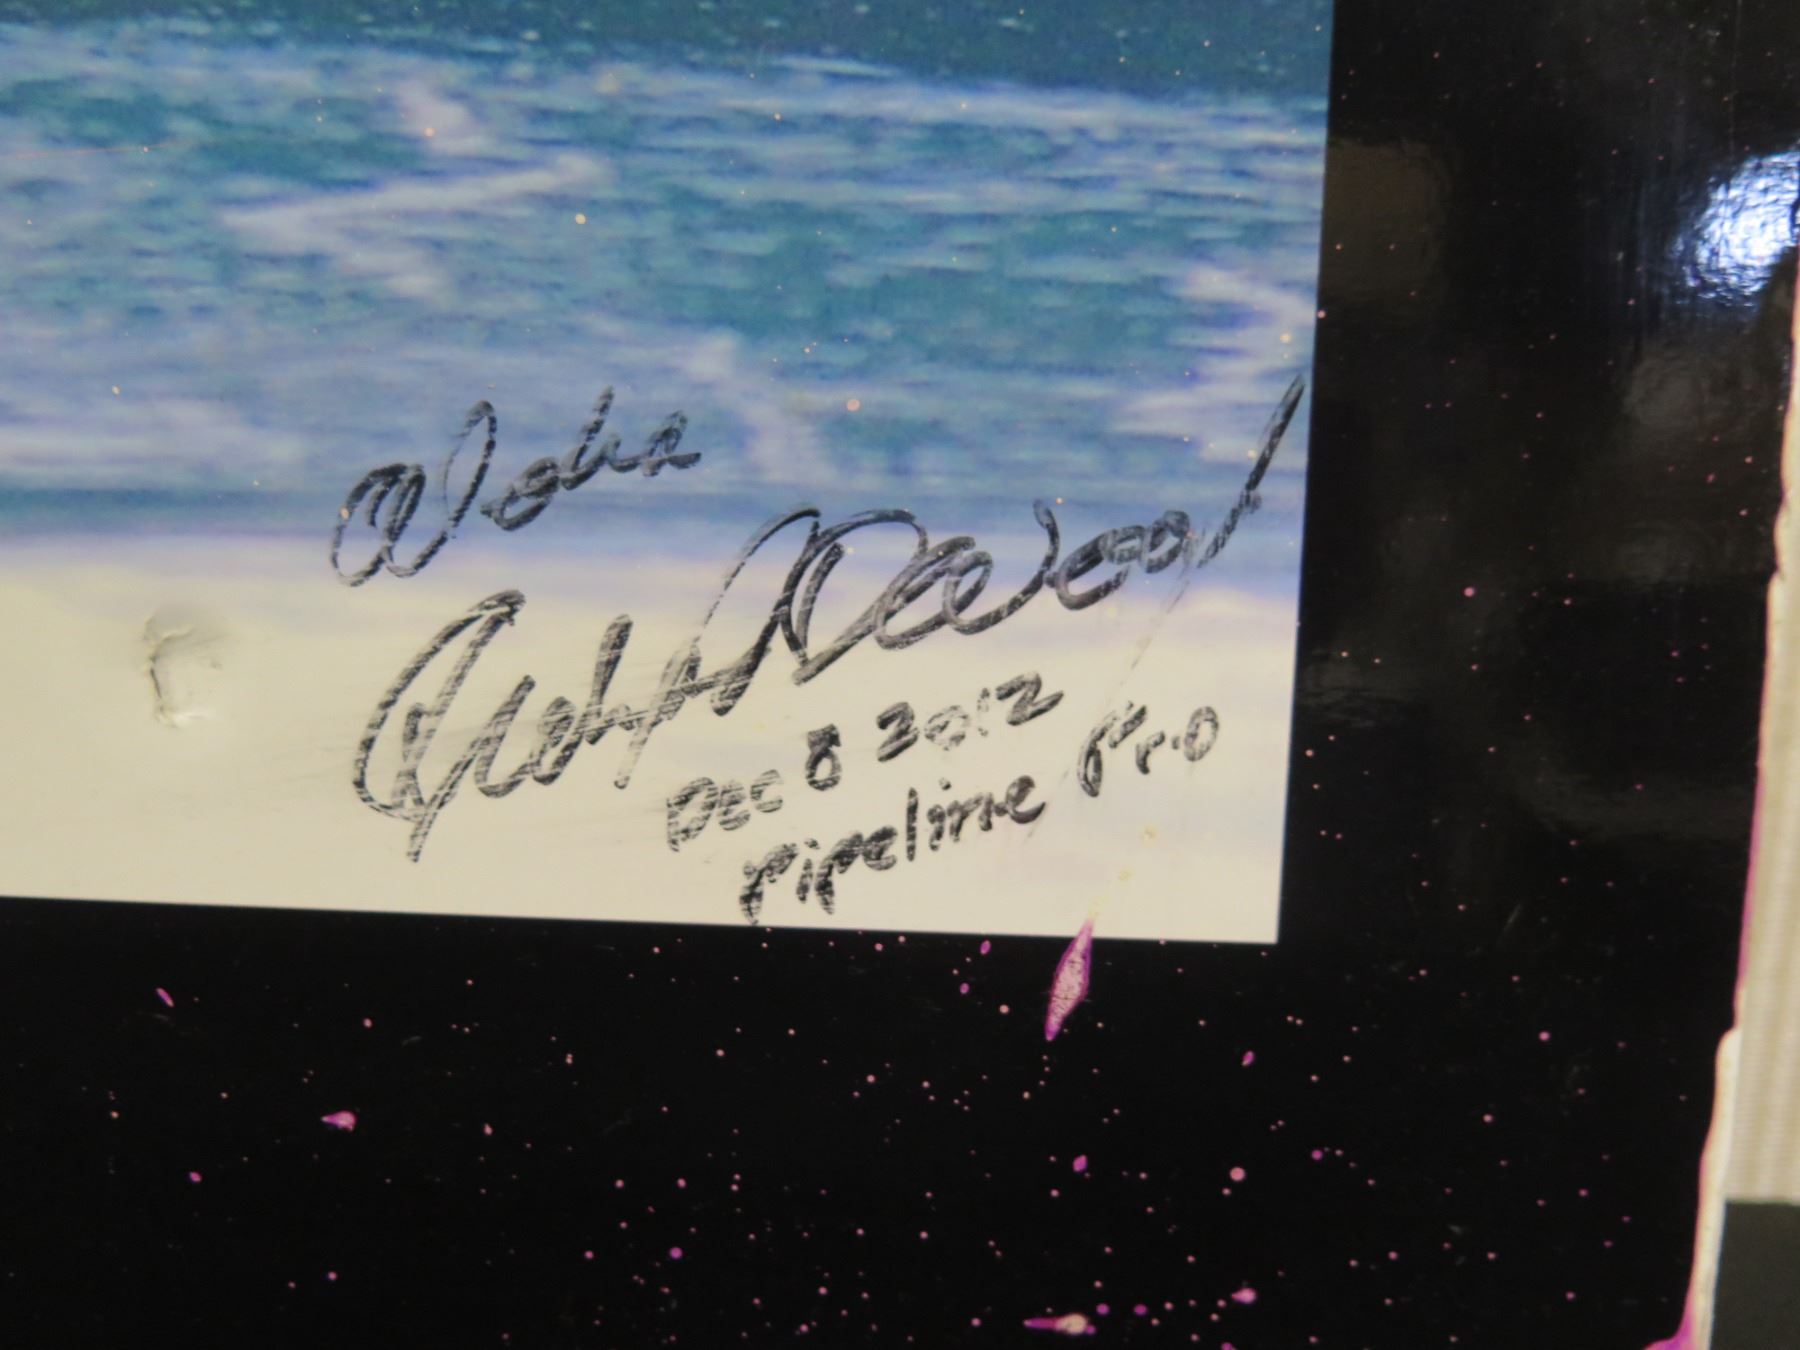 Aloha
Dec 8 2012
pipeline pro